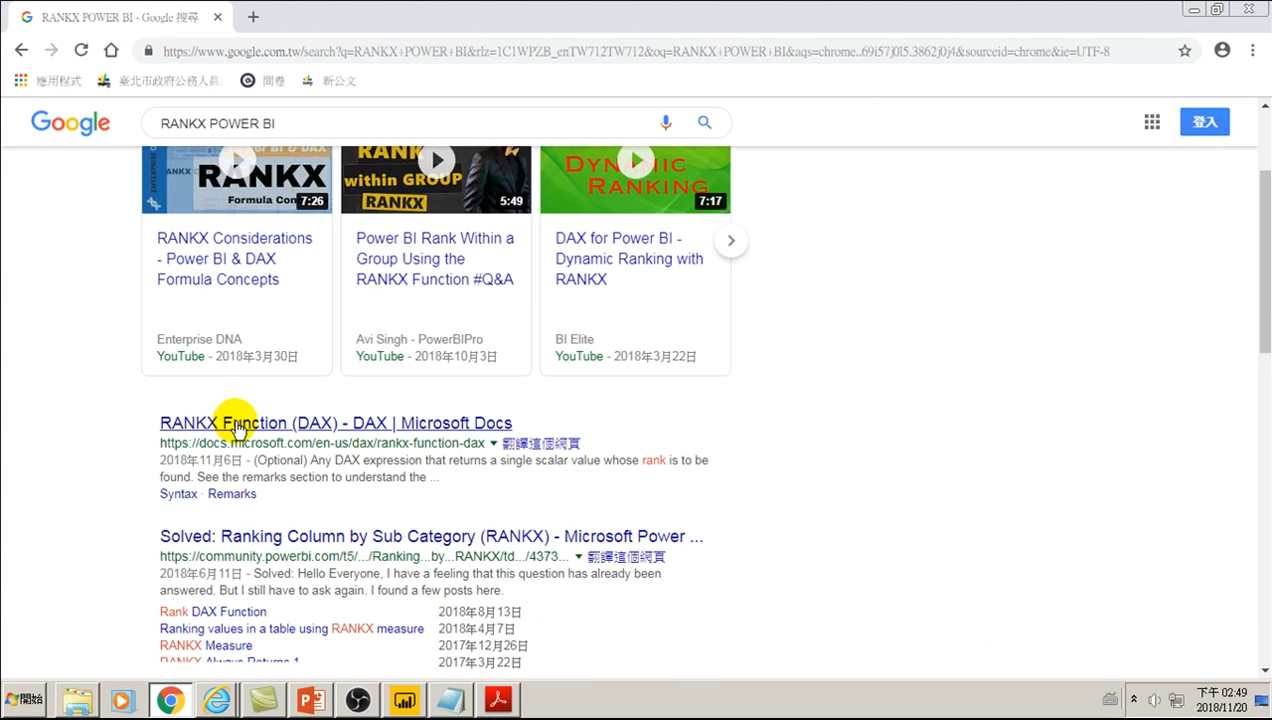 RANKX POWER BI - Google 搜尋
https://www.google.com.tw/search?q=RANKX+POWER+BI&rlz=1C1WPZB_enTW712TW712&oq=RANKX+POWER+BI&aqs=chrome..69i57j0l5.3862j0j4&sourceid=chrome&ie=UTF-8
應用程式 臺北市政府公務人員 問卷 新公文
Google RANKX POWER BI 登入
RANKX
Formula Con
7:26
RANK
within GROUP
RANKX
5:49
DYNAMIC
RANKING
7:17
RANKX Considerations
- Power BI & DAX
Formula Concepts
Enterprise DNA
YouTube - 2018年3月30日
Power BI Rank Within a
Group Using the
RANKX Function #Q&A
Avi Singh - PowerBIPro
YouTube - 2018年10月3日
DAX for Power BI -
Dynamic Ranking with
RANKX
BI Elite
YouTube - 2018年3月22日
RANKX Function (DAX) - DAX | Microsoft Docs
https://docs.microsoft.com/en-us/dax/rankx-function-dax ▼ 翻譯這個網頁
2018年11月6日 - (Optional) Any DAX expression that returns a single scalar value whose rank is to be
found. See the remarks section to understand the ...
Syntax · Remarks
Solved: Ranking Column by Sub Category (RANKX) - Microsoft Power ...
https://community.powerbi.com/t5/.../Ranking...by...RANKX/td.../4373... ▼ 翻譯這個網頁
2018年6月11日 - Solved: Hello Everyone, I have a feeling that this question has already been
answered. But I still have to ask again. I found a few posts here.
Rank DAX Function 2018年8月13日
Ranking values in a table using RANKX measure 2018年4月7日
RANKX Measure 2017年12月26日
RANKX Always Returns 1 2017年3月22日
開始
下午 02:49
2018/11/20